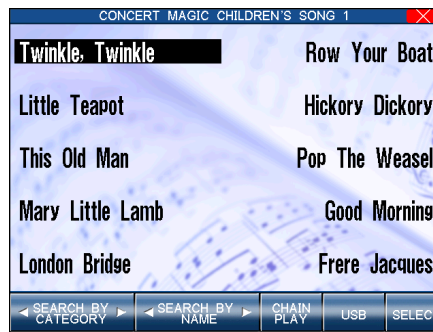 CONCERT MAGIC CHILDREN'S SONG 1
Twinkle, Twinkle
Row Your Boat
Little Teapot
Hickory Dickory
This Old Man
Pop The Weasel
Mary Little Lamb
Good Morning
London Bridge
Frere Jacques
SEARCH BY
CATEGORY
SEARCH BY
NAME
CHAIN
PLAY
USB
SELEC